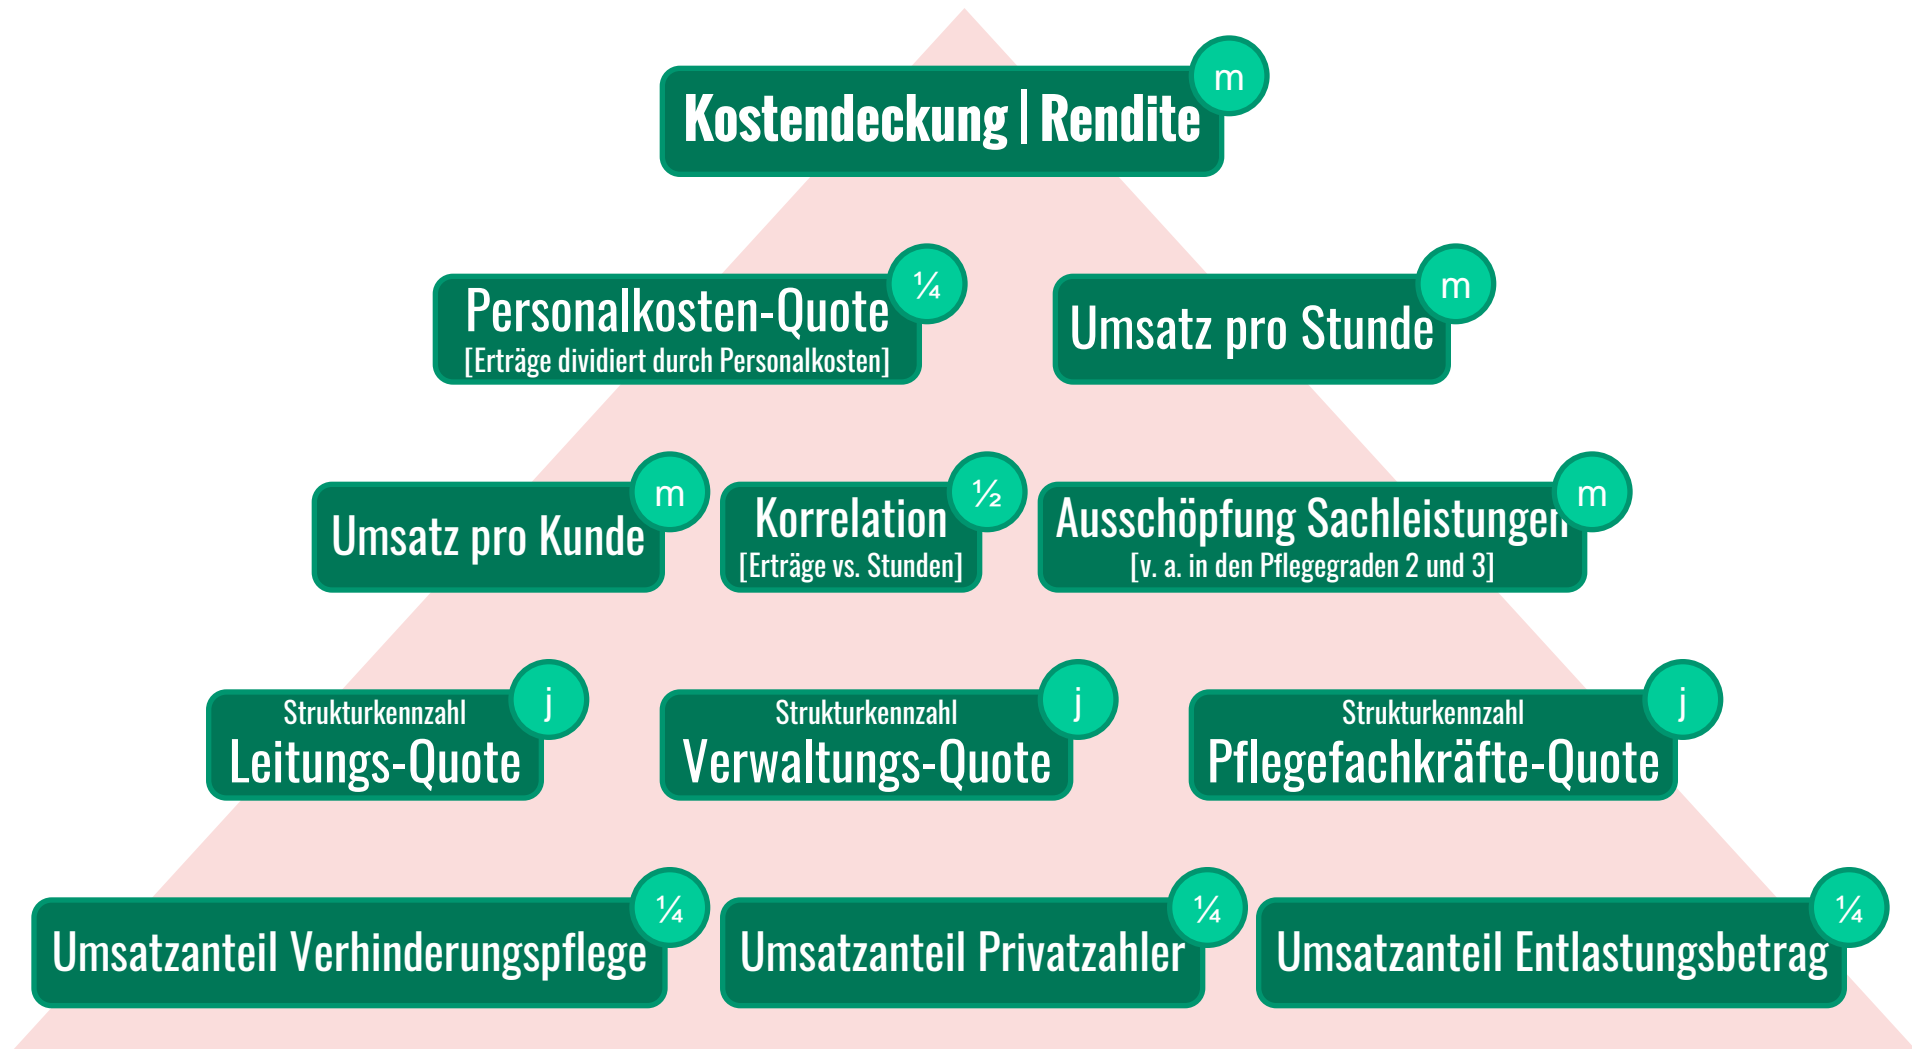 m
Kostendeckung | Rendite
¼
Personalkosten-Quote
[Erträge dividiert durch Personalkosten]
m
Umsatz pro Stunde
m
Umsatz pro Kunde
½
Korrelation
[Erträge vs. Stunden]
m
Ausschöpfung Sachleistungen
[v. a. in den Pflegegraden 2 und 3]
j
Strukturkennzahl
Leitungs-Quote
j
Strukturkennzahl
Verwaltungs-Quote
j
Strukturkennzahl
Pflegefachkräfte-Quote
¼
Umsatzanteil Verhinderungspflege
¼
Umsatzanteil Privatzahler
¼
Umsatzanteil Entlastungsbetrag